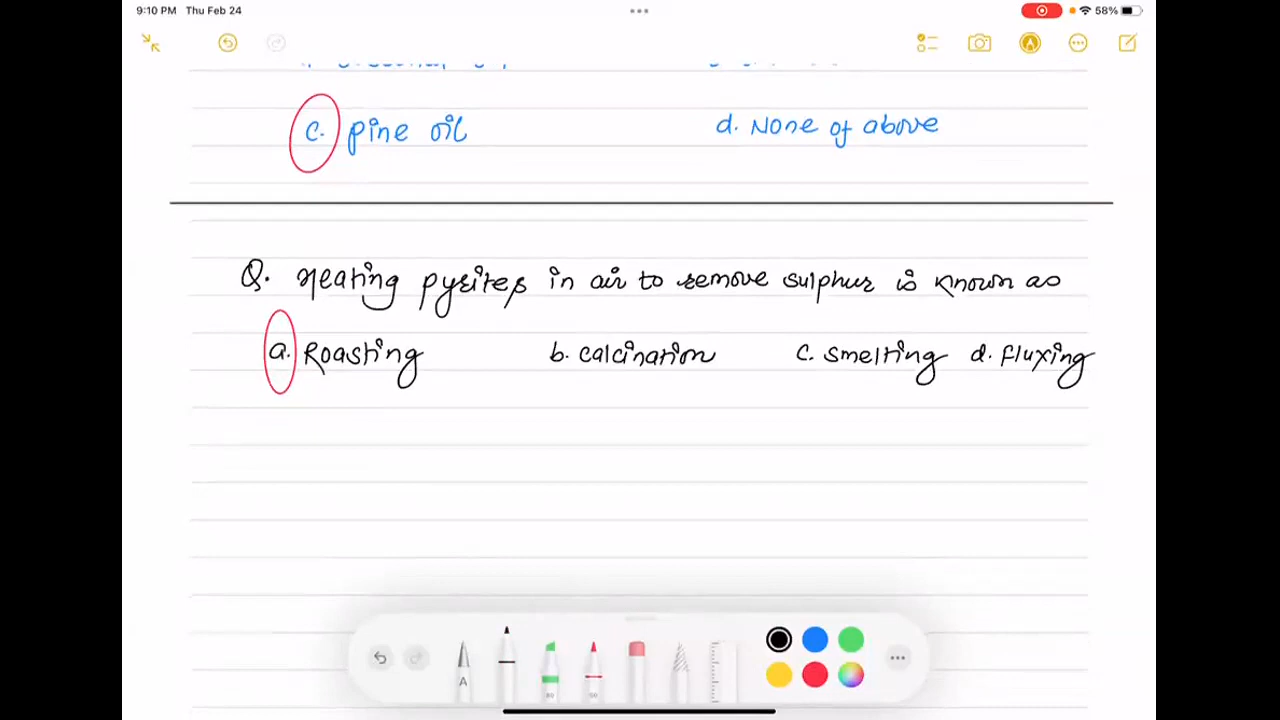 9:10 PM Thu Feb 24
58%
c. pine oil d. None of above
Q. Heating pyrites in air to remove sulphur is known as
a. Roasting b. calcination c. smelting d. fluxing
A